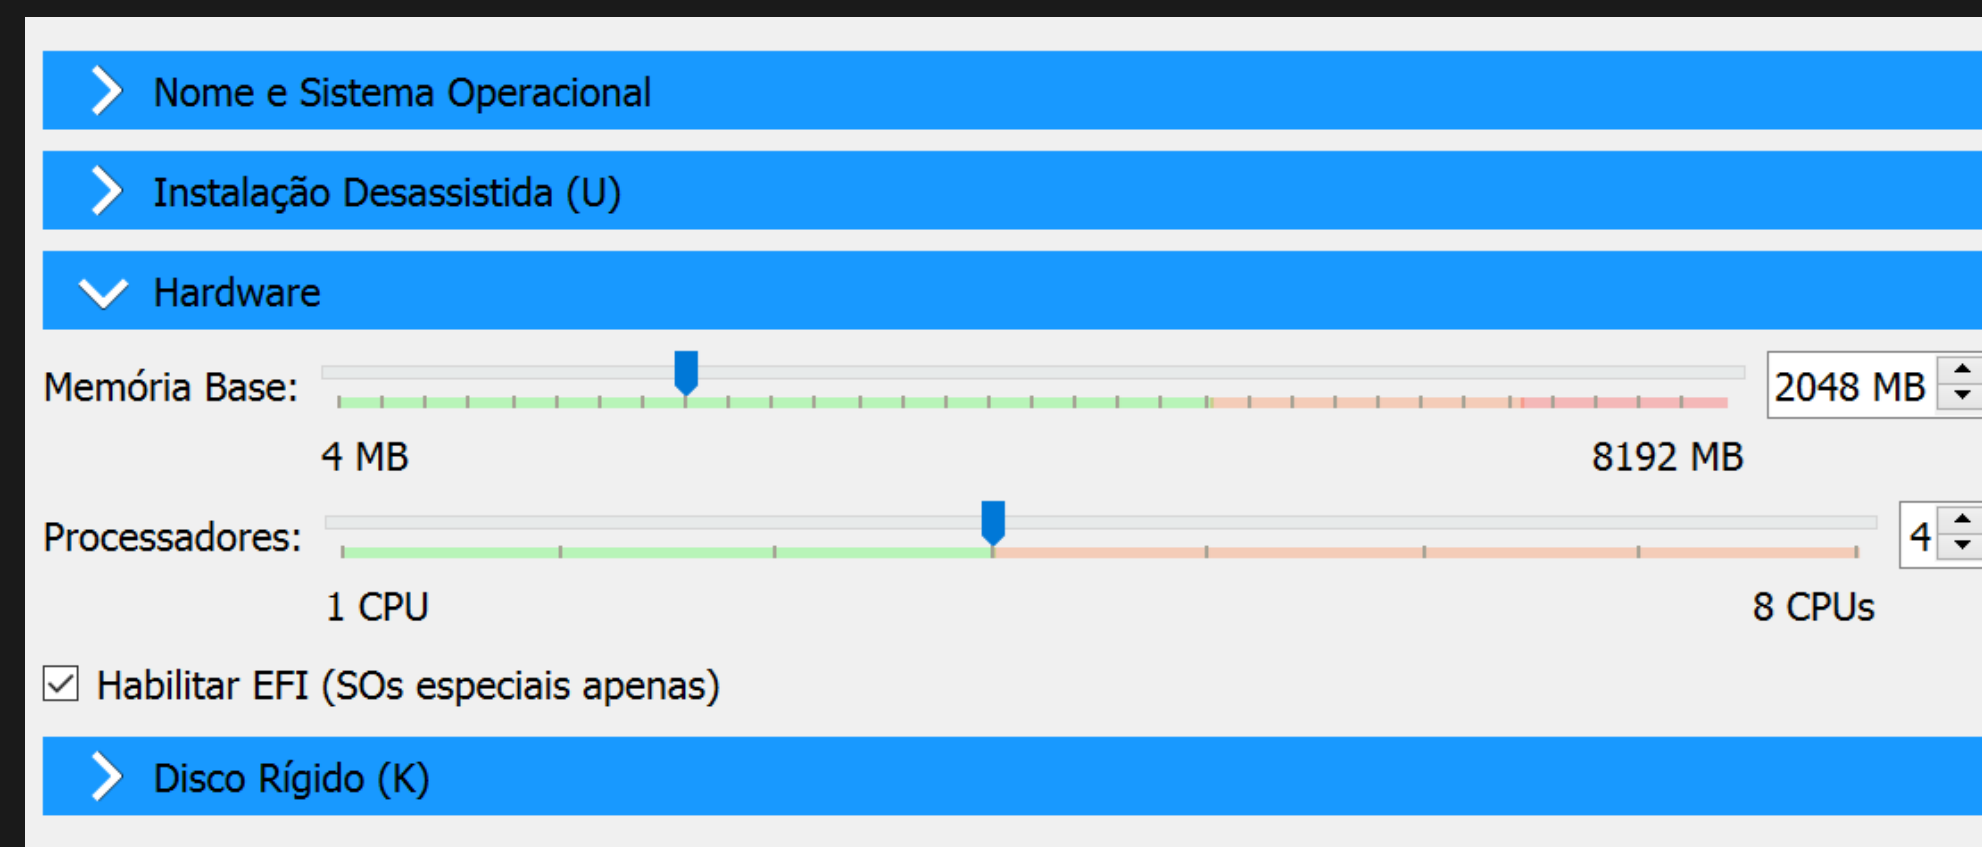 Nome e Sistema Operacional
Instalação Desassistida (U)
Hardware
Memória Base: 2048 MB
4 MB 8192 MB
Processadores: 4
1 CPU 8 CPUs
Habilitar EFI (SOs especiais apenas)
Disco Rígido (K)